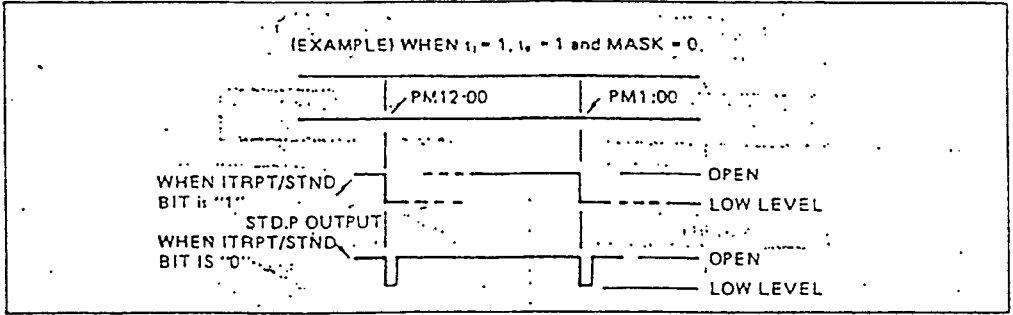 (EXAMPLE) WHEN t₁ = 1, t₀ = 1 and MASK = 0.
PM12:00
PM1:00
WHEN ITRPT/STND
BIT is "1"
OPEN
LOW LEVEL
STD.P OUTPUT
WHEN ITRPT/STND
BIT IS "0"
OPEN
LOW LEVEL